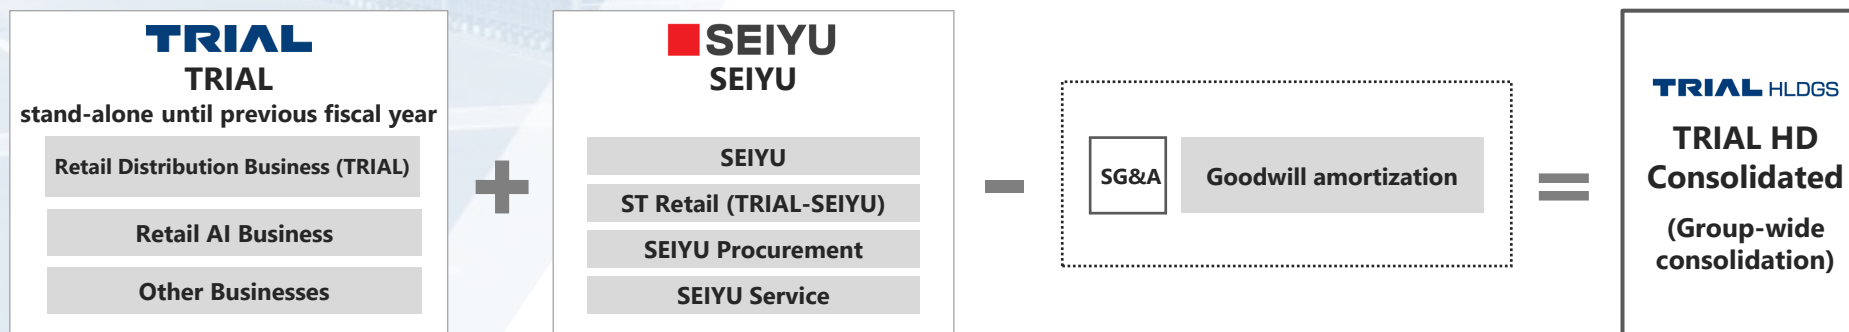 TRIAL
TRIAL
stand-alone until previous fiscal year
Retail Distribution Business (TRIAL)
Retail AI Business
Other Businesses
+
SEIYU
SEIYU
SEIYU
ST Retail (TRIAL-SEIYU)
SEIYU Procurement
SEIYU Service
-
SG&A
Goodwill amortization
=
TRIAL HLDGS
TRIAL HD
Consolidated
(Group-wide
consolidation)